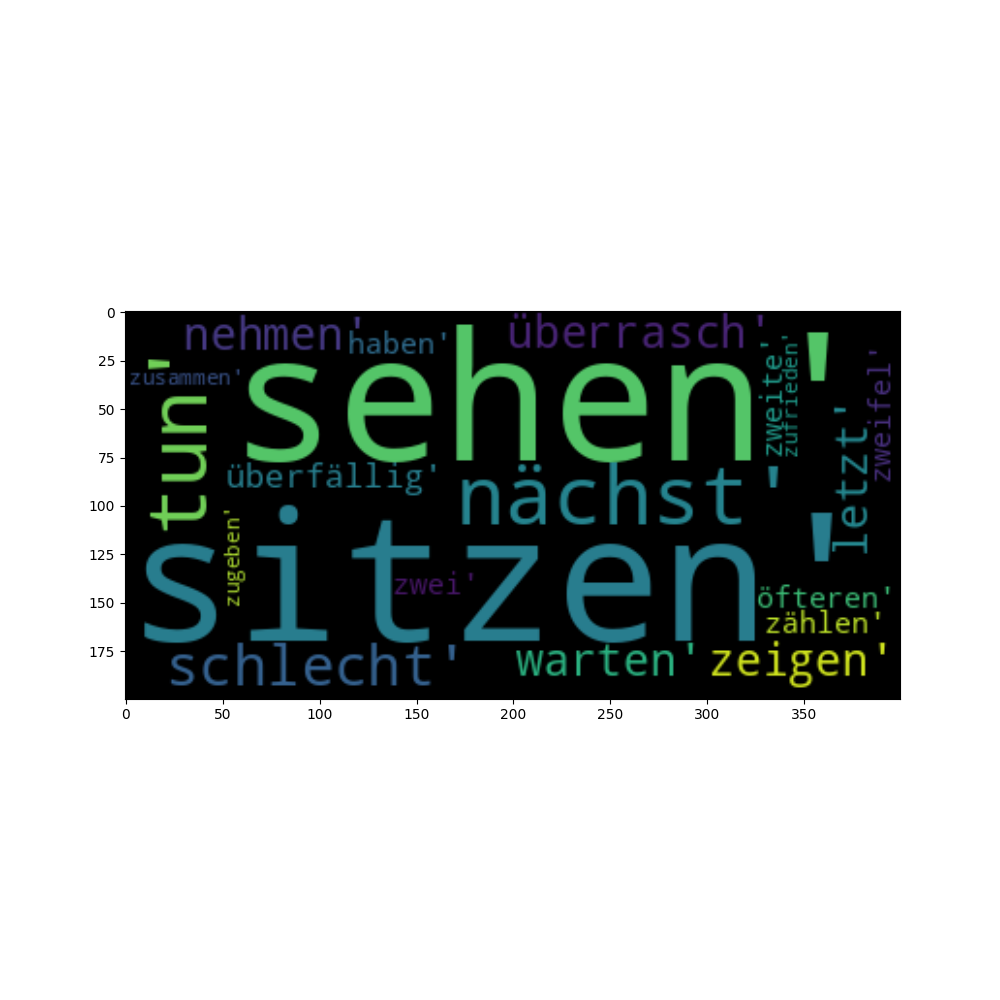 nehmen'
haben'
überrasch'
zusammen'
sehen'
tun'
zweite'
zufrieden'
letzt'
zweifel'
überfällig'
nächst'
zugeben'
sitzen'
zwei'
öfteren'
zählen'
schlecht'
warten'
zeigen'
0
25
50
75
100
125
150
175
0 50 100 150 200 250 300 350